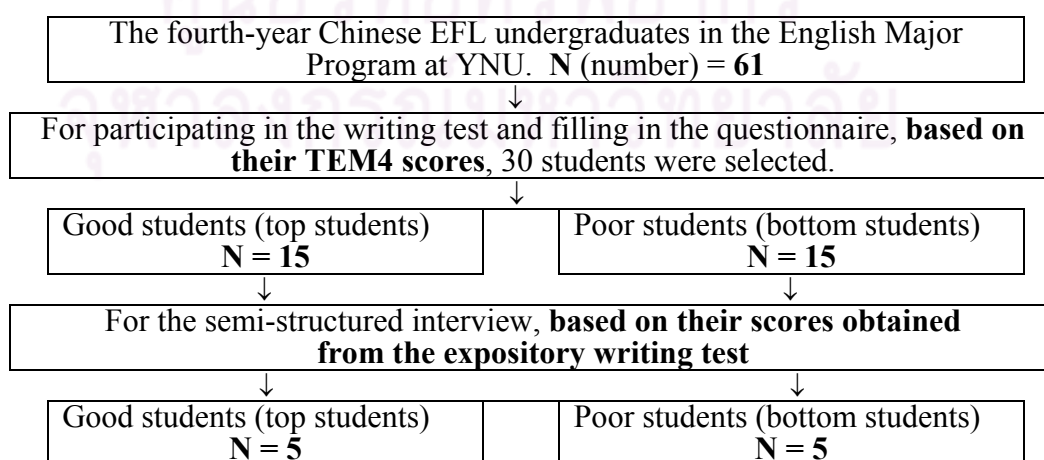 The fourth-year Chinese EFL undergraduates in the English Major
Program at YNU. N (number) = 61
↓
For participating in the writing test and filling in the questionnaire, based on
their TEM4 scores, 30 students were selected.
↓
Good students (top students) Poor students (bottom students)
N = 15 N = 15
↓ ↓
For the semi-structured interview, based on their scores obtained
from the expository writing test
↓ ↓
Good students (top students) Poor students (bottom students)
N = 5 N = 5